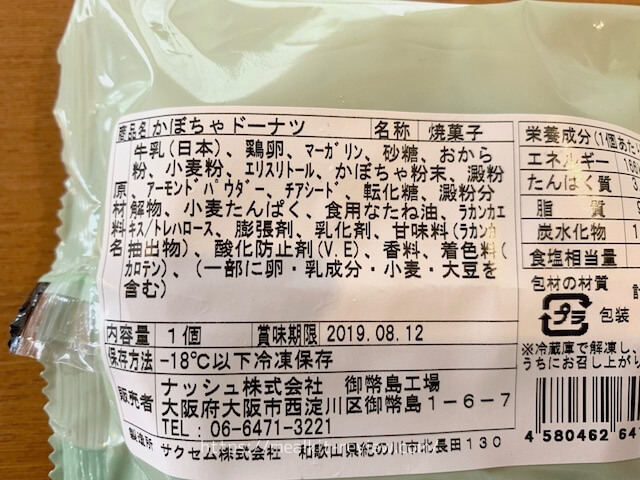 商品名 かぼちゃドーナツ 名称 焼菓子
原材料名
牛乳(日本)、鶏卵、マーガリン、砂糖、おから
粉、小麦粉、エリスリトール、かぼちゃ粉末、澱粉
、アーモンドパウダー、チアシード、転化糖、澱粉分
解物、小麦たんぱく、食用なたね油、ラカンカエ
キス/トレハロース、膨張剤、乳化剤、甘味料(ラカンカ
抽出物)、酸化防止剤(V.E)、香料、着色料(
カロテン)、(一部に卵・乳成分・小麦・大豆を
含む)
内容量 1個 賞味期限 2019.08.12
保存方法 -18℃以下冷凍保存
販売者 ナッシュ株式会社 御幣島工場
大阪府大阪市西淀川区御幣島1-6-7
TEL:06-6471-3221
製造所 サクセム株式会社 和歌山県紀の川市北長田130
栄養成分(1個あた
エネルギー 160
たんぱく質
脂質
炭水化物 1
食塩相当量
包材の材質
プラ 包装
※冷蔵庫で解凍し、
うちにお召し上が
4 580462 64